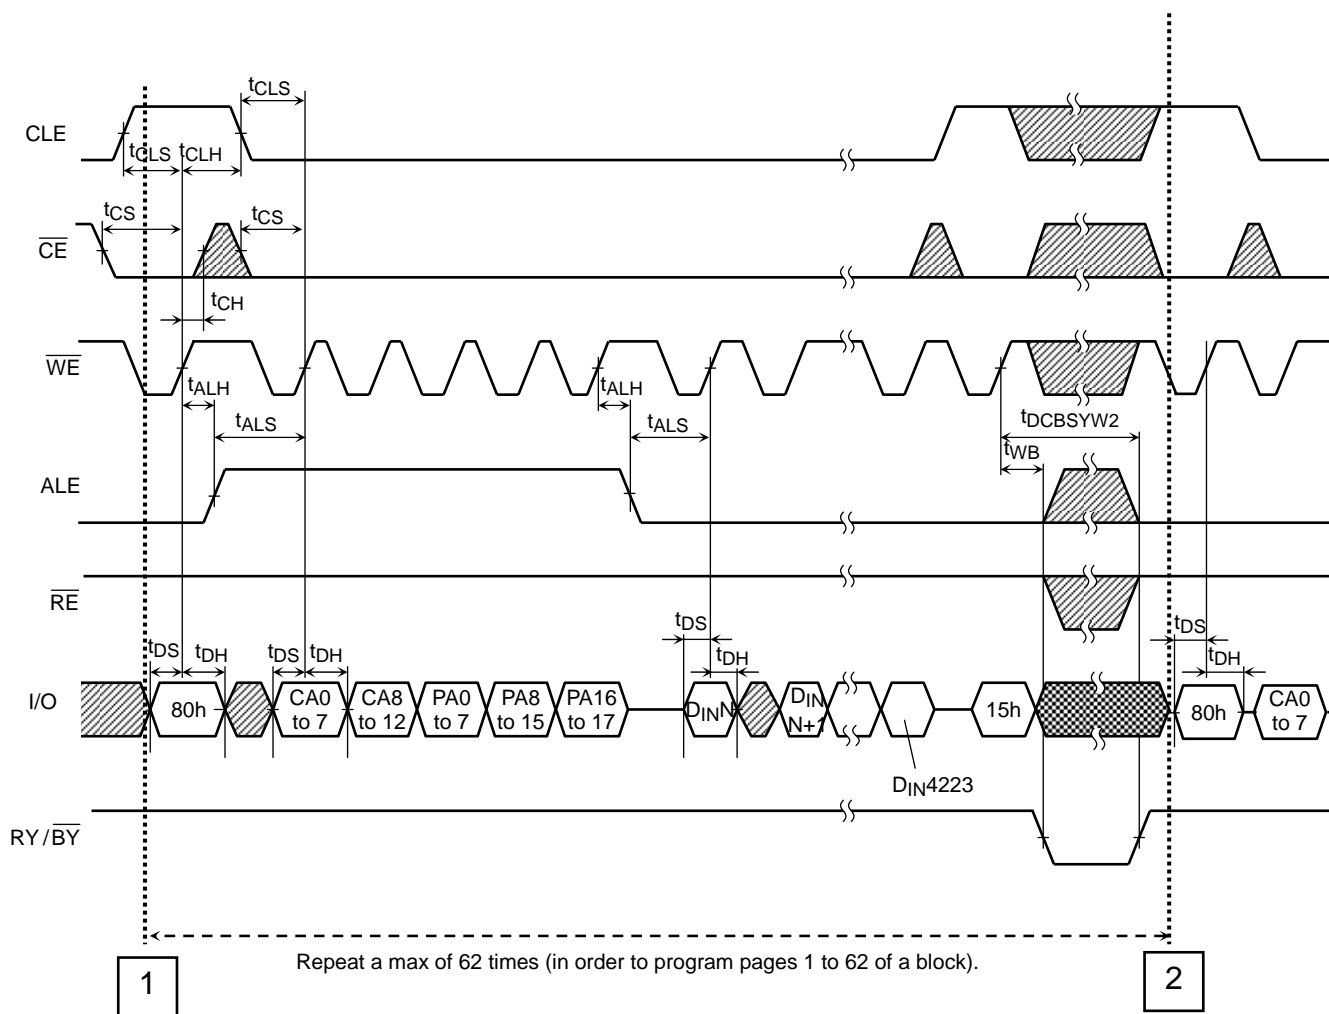 tCLS
CLE
tCLS tCLH
tCS tCS
CE
tCH
WE
tALH tALH
tALS tALS
tDCBSYW2
tWB
ALE
RE
tDS tDH tDS tDH tDS tDH tDS tDH
I/O
80h
CA0 to 7
CA8 to 12
PA0 to 7
PA8 to 15
PA16 to 17
DIN N
DIN N+1
15h
80h
CA0 to 7
DIN4223
RY/BY
Repeat a max of 62 times (in order to program pages 1 to 62 of a block).
1
2